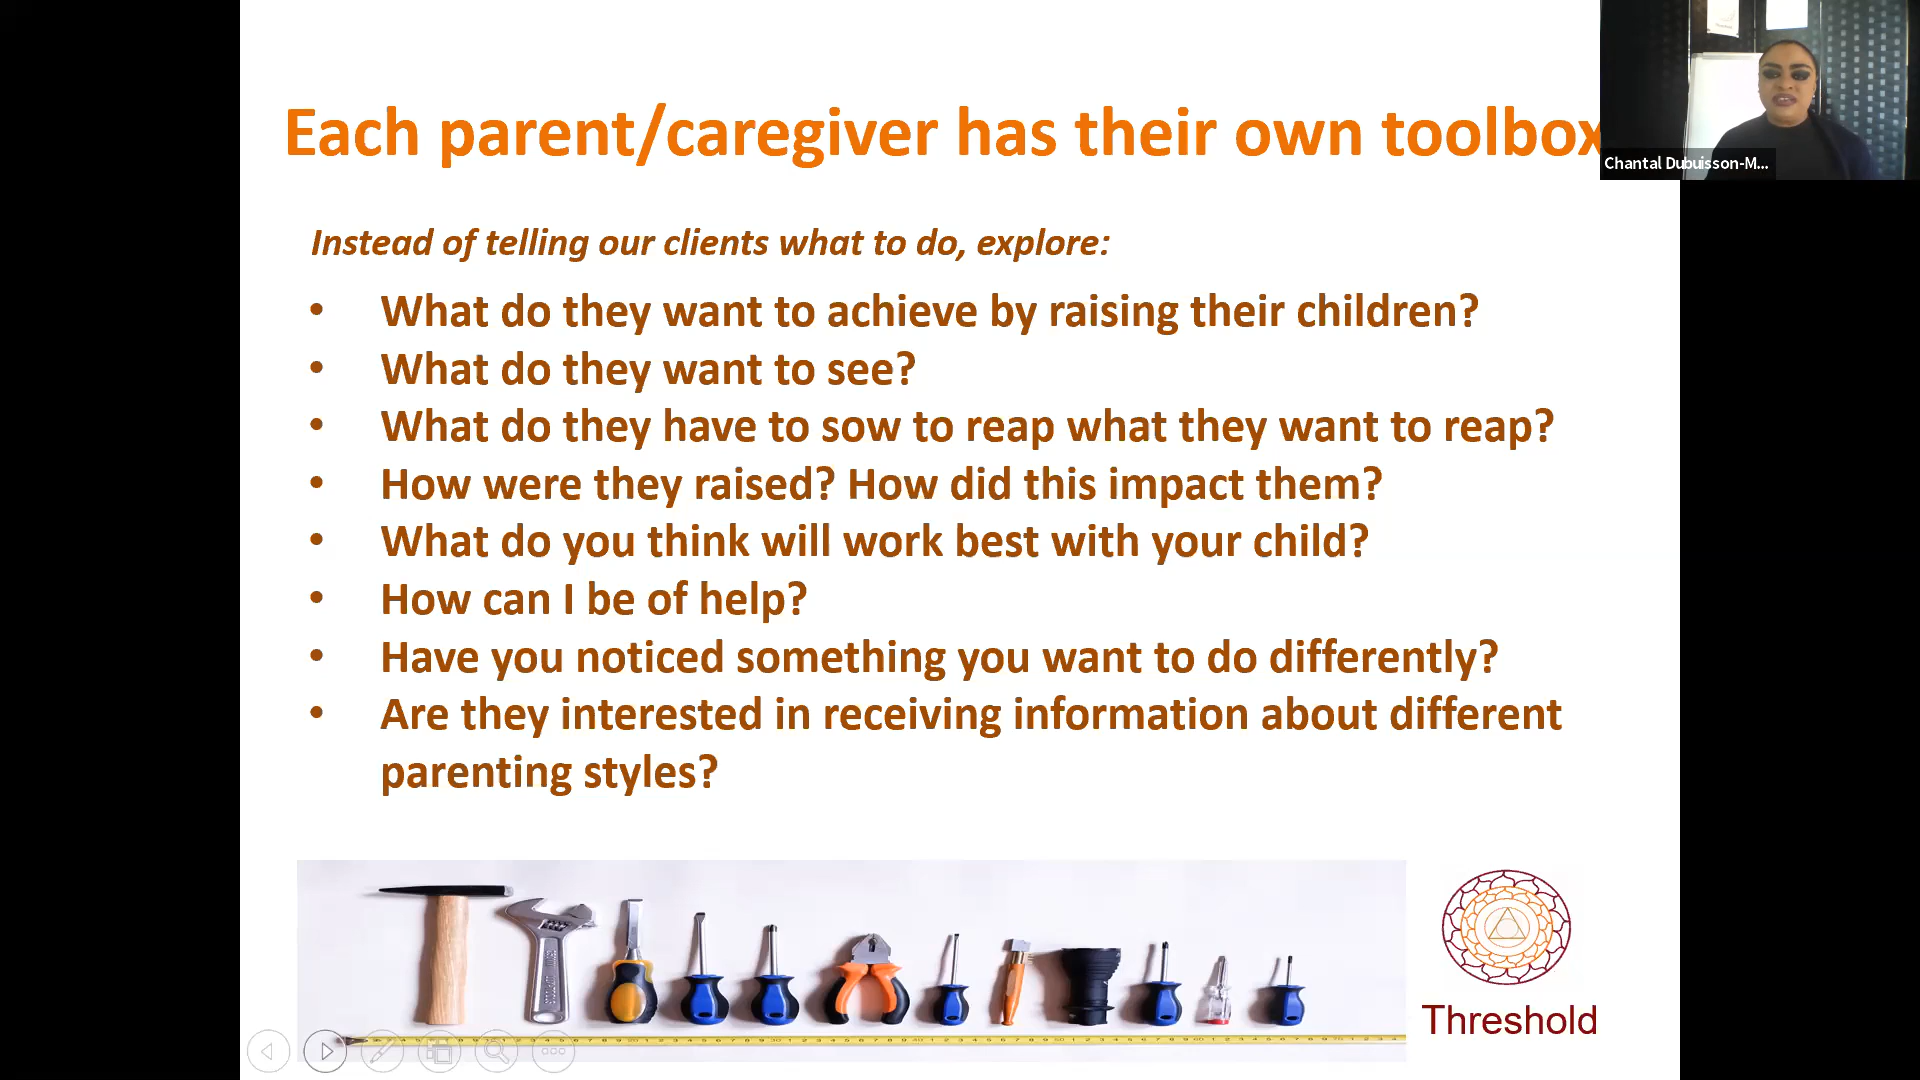 Each parent/caregiver has their own toolbox
Chantal Dubuisson-M...
Instead of telling our clients what to do, explore:
• What do they want to achieve by raising their children?
• What do they want to see?
• What do they have to sow to reap what they want to reap?
• How were they raised? How did this impact them?
• What do you think will work best with your child?
• How can I be of help?
• Have you noticed something you want to do differently?
• Are they interested in receiving information about different
parenting styles?
Threshold